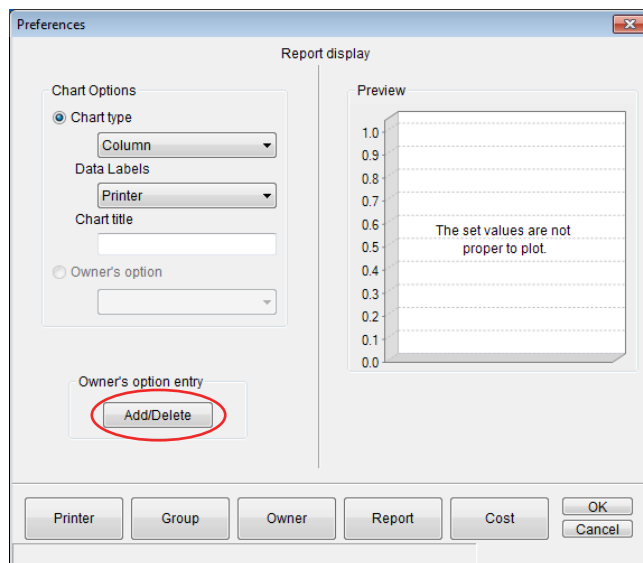 Preferences
Report display
Chart Options
Chart type
Column
Data Labels
Printer
Chart title
Owner's option
Owner's option entry
Add/Delete
Preview
1.0
0.9
0.8
0.7
0.6
0.5
0.4
0.3
0.2
0.1
0.0
The set values are not
proper to plot.
Printer
Group
Owner
Report
Cost
OK
Cancel